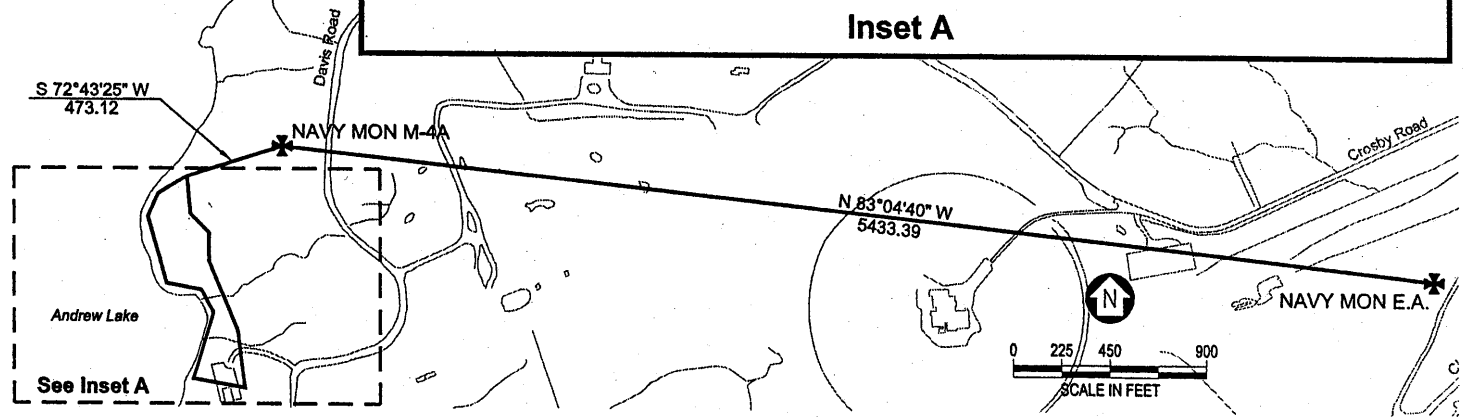 Inset A
Davis Road
S 72°43'25" W
473.12
NAVY MON M-4A
Crosby Road
N 83°04'40" W
5433.39
N
NAVY MON E.A.
Andrew Lake
0 225 450 900
SCALE IN FEET
See Inset A